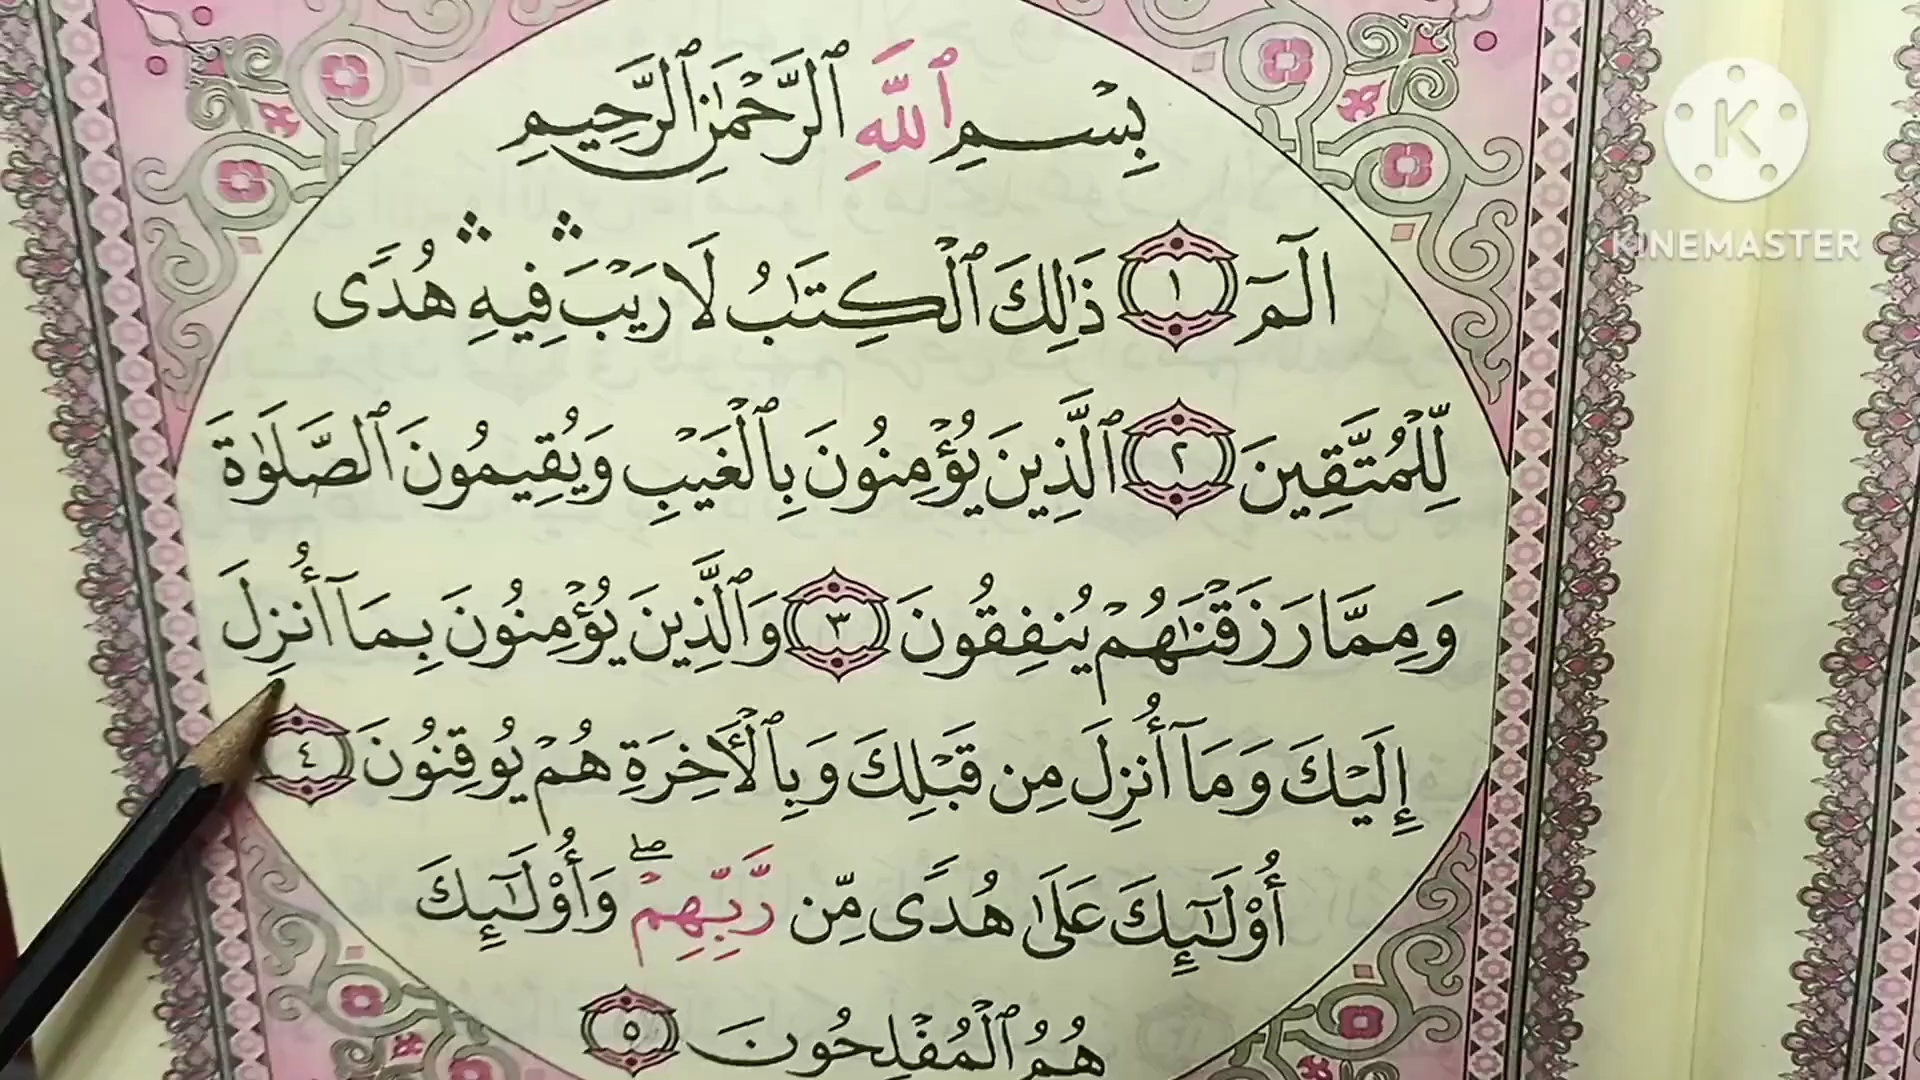 بِسْمِ ٱللَّهِ ٱلرَّحْمَٰنِ ٱلرَّحِيمِ
الٓمٓ ١ ذَٰلِكَ ٱلْكِتَٰبُ لَا رَيْبَ ۛ فِيهِ ۛ هُدًى
لِّلْمُتَّقِينَ ٢ ٱلَّذِينَ يُؤْمِنُونَ بِٱلْغَيْبِ وَيُقِيمُونَ ٱلصَّلَوٰةَ
وَمِمَّا رَزَقْنَٰهُمْ يُنفِقُونَ ٣ وَٱلَّذِينَ يُؤْمِنُونَ بِمَآ أُنزِلَ
إِلَيْكَ وَمَآ أُنزِلَ مِن قَبْلِكَ وَبِٱلْأَخِرَةِ هُمْ يُوقِنُونَ ٤
أُو۟لَٰٓئِكَ عَلَىٰ هُدًى مِّن رَّبِّهِمْ ۖ وَأُو۟لَٰٓئِكَ
هُمُ ٱلْمُفْلِحُونَ ٥
K
KINEMASTER